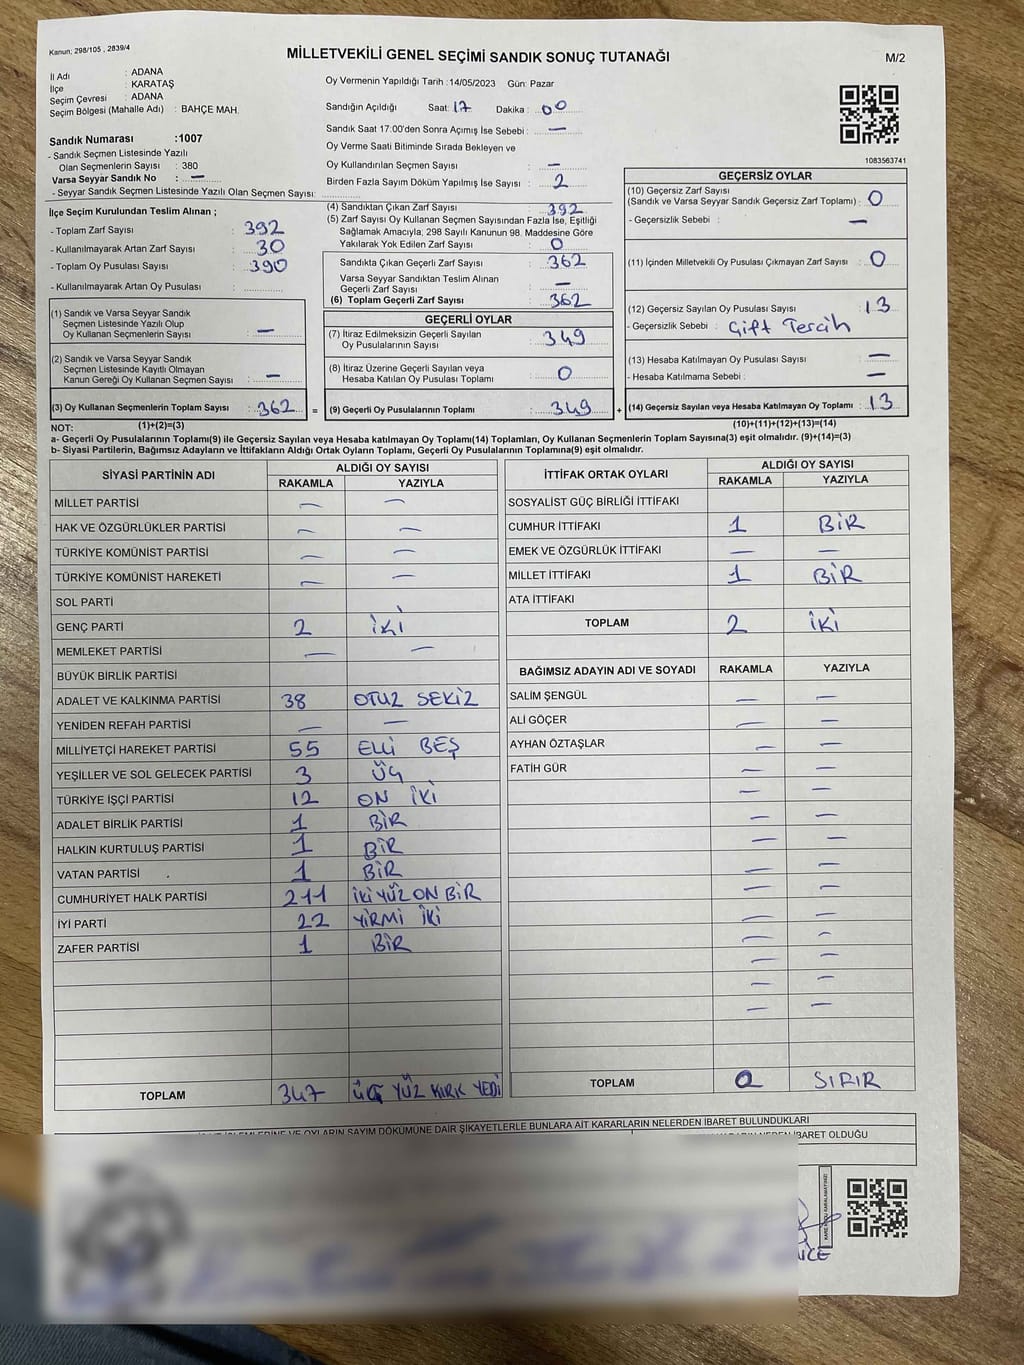 Kanun; 298/105 , 2839/4
MİLLETVEKİLİ GENEL SEÇİMİ SANDIK SONUÇ TUTANAĞI
M/2
İl Adı : ADANA
İlçe : KARATAŞ
Seçim Çevresi : ADANA
Seçim Bölgesi (Mahalle Adı) : BAHÇE MAH.
Sandık Numarası :1007
- Sandık Seçmen Listesinde Yazılı
Olan Seçmenlerin Sayısı : 380
Varsa Seyyar Sandık No : —
- Seyyar Sandık Seçmen Listesinde Yazılı Olan Seçmen Sayısı:
Oy Vermenin Yapıldığı Tarih :14/05/2023 Gün: Pazar
Sandığın Açıldığı Saat: 17 Dakika : 00
Sandık Saat 17:00'den Sonra Açımış İse Sebebi : —
Oy Verme Saati Bitiminde Sırada Bekleyen ve
Oy Kullandırılan Seçmen Sayısı : —
Birden Fazla Sayım Döküm Yapılmış İse Sayısı : 2
1083563741
İlçe Seçim Kurulundan Teslim Alınan ;
- Toplam Zarf Sayısı : 392
- Kullanılmayarak Artan Zarf Sayısı : 30
- Toplam Oy Pusulası Sayısı : 390
- Kullanılmayarak Artan Oy Pusulası :
(4) Sandıktan Çıkan Zarf Sayısı : 392
(5) Zarf Sayısı Oy Kullanan Seçmen Sayısından Fazla İse, Eşitliği
Sağlamak Amacıyla, 298 Sayılı Kanunun 98. Maddesine Göre
Yakılarak Yok Edilen Zarf Sayısı : 0
Sandıkta Çıkan Geçerli Zarf Sayısı : 362
Varsa Seyyar Sandıktan Teslim Alınan
Geçerli Zarf Sayısı : —
(6) Toplam Geçerli Zarf Sayısı : 362
GEÇERSİZ OYLAR
(10) Geçersiz Zarf Sayısı
(Sandık ve Varsa Seyyar Sandık Geçersiz Zarf Toplamı) : 0
- Geçersizlik Sebebi : —
(11) İçinden Milletvekili Oy Pusulası Çıkmayan Zarf Sayısı : 0
(12) Geçersiz Sayılan Oy Pusulası Sayısı : 13
- Geçersizlik Sebebi : Çift Tercih
(13) Hesaba Katılmayan Oy Pusulası Sayısı : —
- Hesaba Katılmama Sebebi : —
(14) Geçersiz Sayılan veya Hesaba Katılmayan Oy Toplamı : 13
(10)+(11)+(12)+(13)=(14)
(1) Sandık ve Varsa Seyyar Sandık
Seçmen Listesinde Yazılı Olup
Oy Kullanan Seçmenlerin Sayısı : —
(2) Sandık ve Varsa Seyyar Sandık
Seçmen Listesinde Kayıtlı Olmayan
Kanun Gereği Oy Kullanan Seçmen Sayısı : —
(3) Oy Kullanan Seçmenlerin Toplam Sayısı : 362 =
GEÇERLİ OYLAR
(7) İtiraz Edilmeksizin Geçerli Sayılan
Oy Pusulalarının Sayısı : 349
(8) İtiraz Üzerine Geçerli Sayılan veya
Hesaba Katılan Oy Pusulası Toplamı : 0
(9) Geçerli Oy Pusulalarının Toplamı : 349 +
NOT: (1)+(2)=(3)
a- Geçerli Oy Pusulalarının Toplamı(9) ile Geçersiz Sayılan veya Hesaba katılmayan Oy Toplamı(14) Toplamları, Oy Kullanan Seçmenlerin Toplam Sayısına(3) eşit olmalıdır. (9)+(14)=(3)
b- Siyasi Partilerin, Bağımsız Adayların ve İttifakların Aldığı Ortak Oyların Toplamı, Geçerli Oy Pusulalarının Toplamına(9) eşit olmalıdır.
SİYASİ PARTİNİN ADI ALDIĞI OY SAYISI
RAKAMLA YAZIYLA
MİLLET PARTİSİ — —
HAK VE ÖZGÜRLÜKLER PARTİSİ — —
TÜRKİYE KOMÜNİST PARTİSİ — —
TÜRKİYE KOMÜNİST HAREKETİ — —
SOL PARTİ
GENÇ PARTİ 2 İKİ
MEMLEKET PARTİSİ — —
BÜYÜK BİRLİK PARTİSİ
ADALET VE KALKINMA PARTİSİ 38 OTUZ SEKİZ
YENİDEN REFAH PARTİSİ — —
MİLLİYETÇİ HAREKET PARTİSİ 55 ELLİ BEŞ
YEŞİLLER VE SOL GELECEK PARTİSİ 3 ÜÇ
TÜRKİYE İŞÇİ PARTİSİ 12 ON İKİ
ADALET BİRLİK PARTİSİ 1 BİR
HALKIN KURTULUŞ PARTİSİ 1 BİR
VATAN PARTİSİ 1 BİR
CUMHURİYET HALK PARTİSİ 211 İKİ YÜZ ON BİR
İYİ PARTİ 22 YİRMİ İKİ
ZAFER PARTİSİ 1 BİR
TOPLAM 347 ÜÇ YÜZ KIRK YEDİ
İTTİFAK ORTAK OYLARI ALDIĞI OY SAYISI
RAKAMLA YAZIYLA
SOSYALİST GÜÇ BİRLİĞİ İTTİFAKI
CUMHUR İTTİFAKI 1 BİR
EMEK VE ÖZGÜRLÜK İTTİFAKI — —
MİLLET İTTİFAKI 1 BİR
ATA İTTİFAKI
TOPLAM 2 İKİ
BAĞIMSIZ ADAYIN ADI VE SOYADI RAKAMLA YAZIYLA
SALİM ŞENGÜL — —
ALİ GÖÇER — —
AYHAN ÖZTAŞLAR — —
FATİH GÜR — —
— —
— —
— —
— —
— —
— —
— —
— —
— —
— —
TOPLAM 0 SIFIR
OYLARIN SAYIM DÖKÜMÜNE DAİR ŞİKAYETLERLE BUNLARA AİT KARARLARIN NELERDEN İBARET BULUNDUKLARI
İBARET OLDUĞU